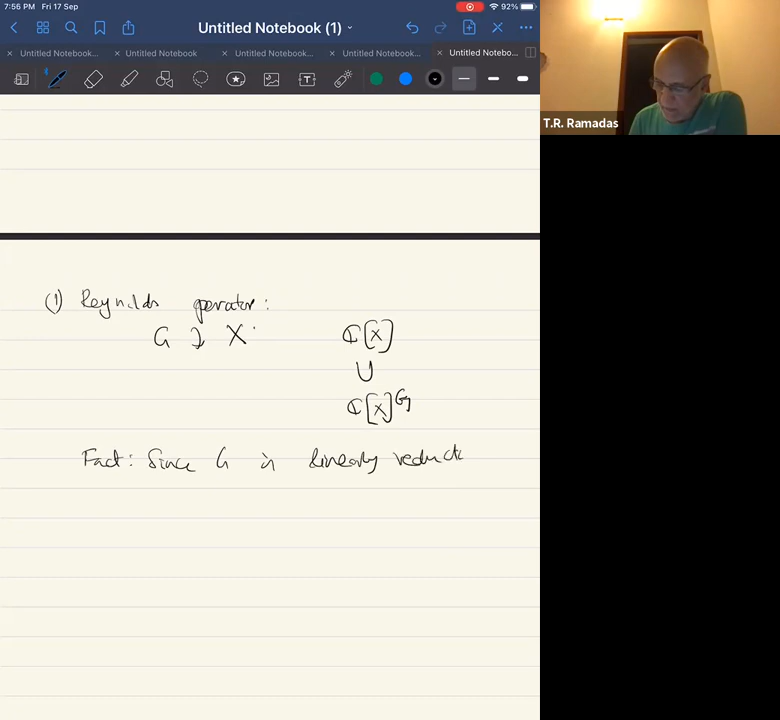 7:56 PM Fri 17 Sep
92%
Untitled Notebook (1)
Untitled Notebook...
Untitled Notebook
Untitled Notebook...
Untitled Notebook...
Untitled Notebo...
T.R. Ramadas
(1) Reynolds operator:
G ⊃ X
ℂ[X]
∪
ℂ[X]^G
Fact: Since G is linearly reducti